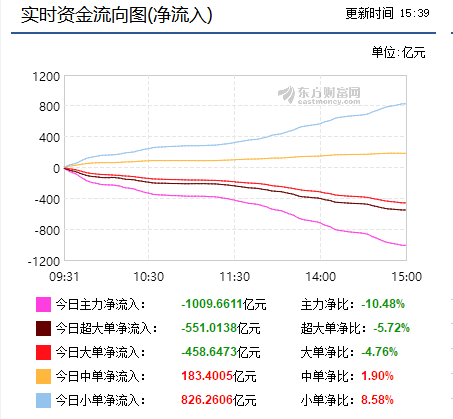 实时资金流向图(净流入) 更新时间 15:39
单位:亿元
1200
东方财富网
800
eastmoney.com
400
0
-400
-800
-1200
09:31 10:30 11:30 14:00 15:00
今日主力净流入: -1009.6611亿元 主力净比: -10.48%
今日超大单净流入: -551.0138亿元 超大单净比: -5.72%
今日大单净流入: -458.6473亿元 大单净比: -4.76%
今日中单净流入: 183.4005亿元 中单净比: 1.90%
今日小单净流入: 826.2606亿元 小单净比: 8.58%